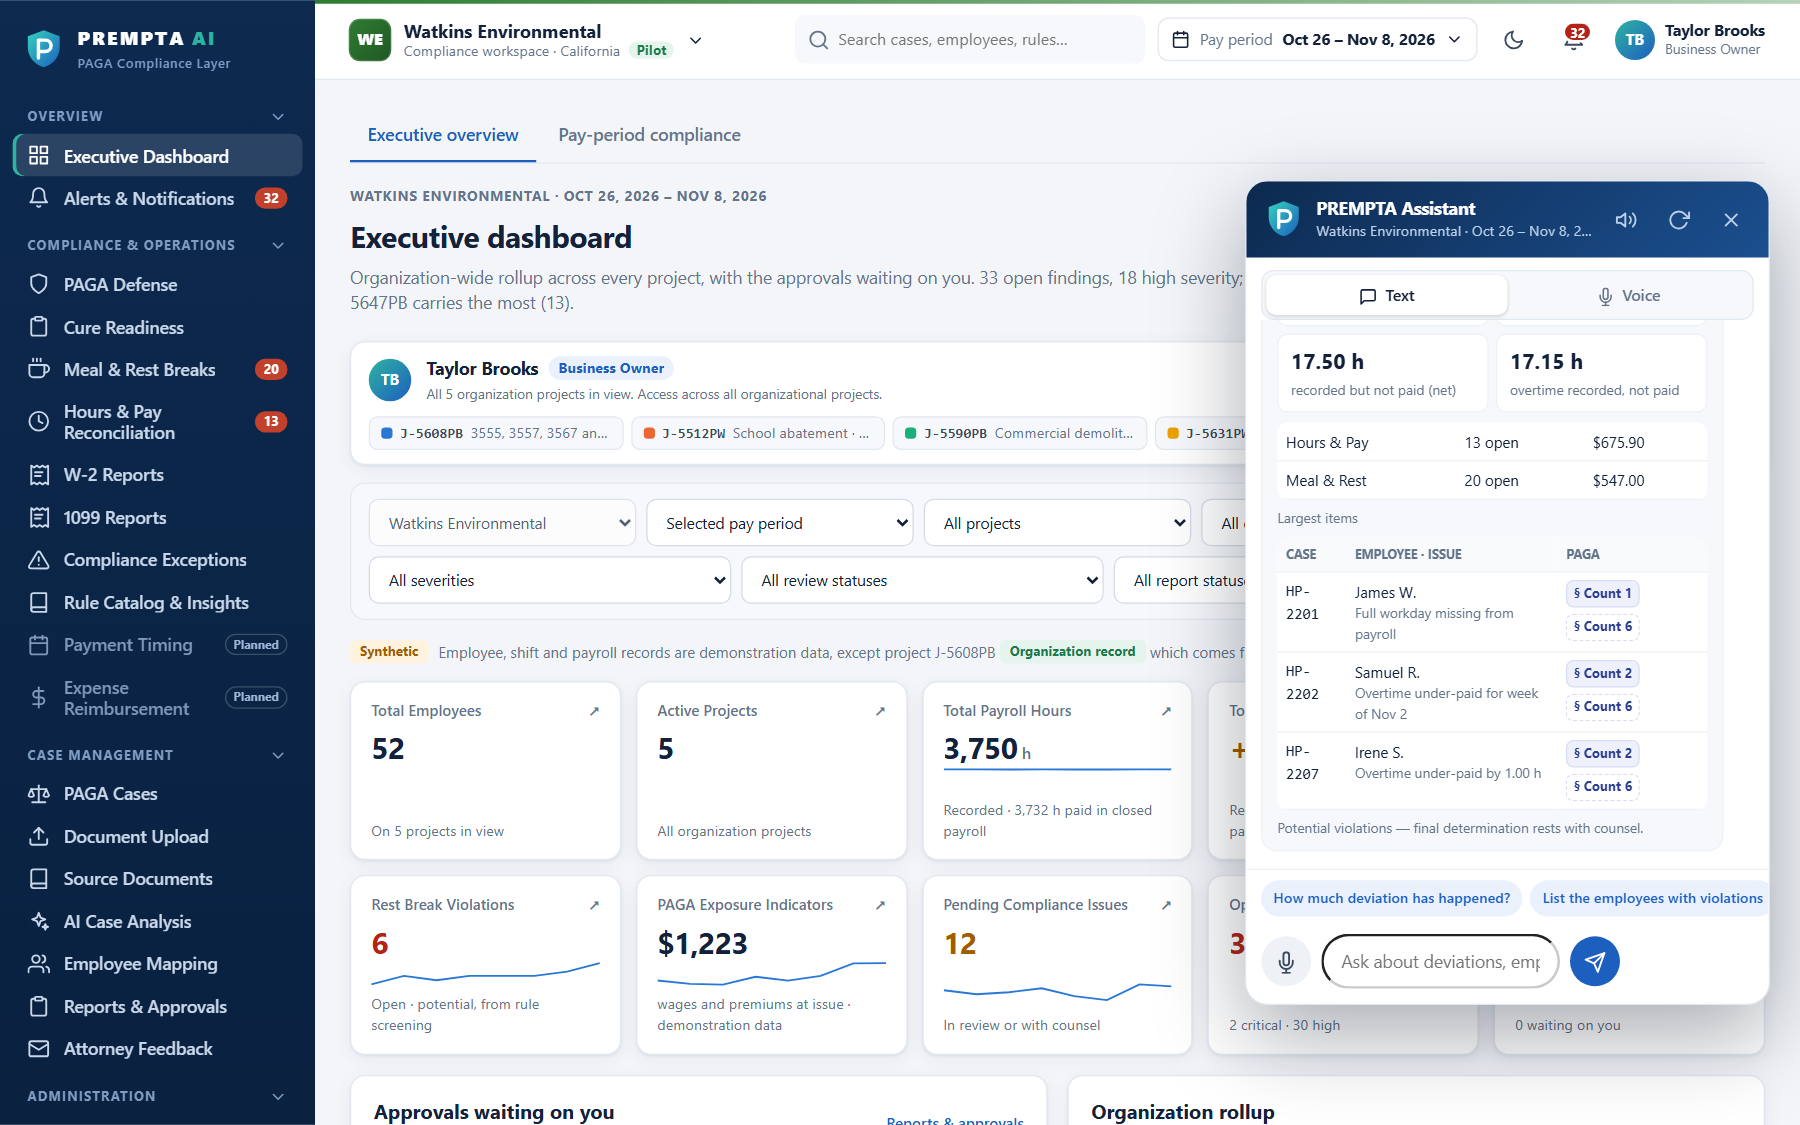 PREMPTA AI
PAGA Compliance Layer
OVERVIEW
Executive Dashboard
Alerts & Notifications 32
COMPLIANCE & OPERATIONS
PAGA Defense
Cure Readiness
Meal & Rest Breaks 20
Hours & Pay
Reconciliation 13
W-2 Reports
1099 Reports
Compliance Exceptions
Rule Catalog & Insights
Payment Timing Planned
Expense
Reimbursement Planned
CASE MANAGEMENT
PAGA Cases
Document Upload
Source Documents
AI Case Analysis
Employee Mapping
Reports & Approvals
Attorney Feedback
ADMINISTRATION
WE
Watkins Environmental
Compliance workspace · California Pilot
Search cases, employees, rules...
Pay period Oct 26 – Nov 8, 2026
32
TB
Taylor Brooks
Business Owner
Executive overview
Pay-period compliance
WATKINS ENVIRONMENTAL · OCT 26, 2026 – NOV 8, 2026
Executive dashboard
Organization-wide rollup across every project, with the approvals waiting on you. 33 open findings, 18 high severity;
5647PB carries the most (13).
TB
Taylor Brooks Business Owner
All 5 organization projects in view. Access across all organizational projects.
J-5608PB 3555, 3557, 3567 an...
J-5512PW School abatement · ...
J-5590PB Commercial demolit...
J-5631P
Watkins Environmental
Selected pay period
All projects
All
All severities
All review statuses
All report status
Synthetic Employee, shift and payroll records are demonstration data, except project J-5608PB Organization record which comes f
Total Employees
52
On 5 projects in view
Active Projects
5
All organization projects
Total Payroll Hours
3,750 h
Recorded · 3,732 h paid in closed
payroll
To
+
Re
pa
Rest Break Violations
6
Open · potential, from rule
screening
PAGA Exposure Indicators
$1,223
wages and premiums at issue ·
demonstration data
Pending Compliance Issues
12
In review or with counsel
Op
3
2 critical · 30 high
0 waiting on you
Approvals waiting on you
Reports & approvals
Organization rollup
PREMPTA Assistant
Watkins Environmental · Oct 26 – Nov 8, 2...
Text
Voice
17.50 h
recorded but not paid (net)
17.15 h
overtime recorded, not paid
Hours & Pay 13 open $675.90
Meal & Rest 20 open $547.00
Largest items
CASE EMPLOYEE · ISSUE PAGA
HP-
2201
James W.
Full workday missing from
payroll
§ Count 1
§ Count 6
HP-
2202
Samuel R.
Overtime under-paid for week
of Nov 2
§ Count 2
§ Count 6
HP-
2207
Irene S.
Overtime under-paid by 1.00 h
§ Count 2
§ Count 6
Potential violations — final determination rests with counsel.
How much deviation has happened?
List the employees with violations
Ask about deviations, emp